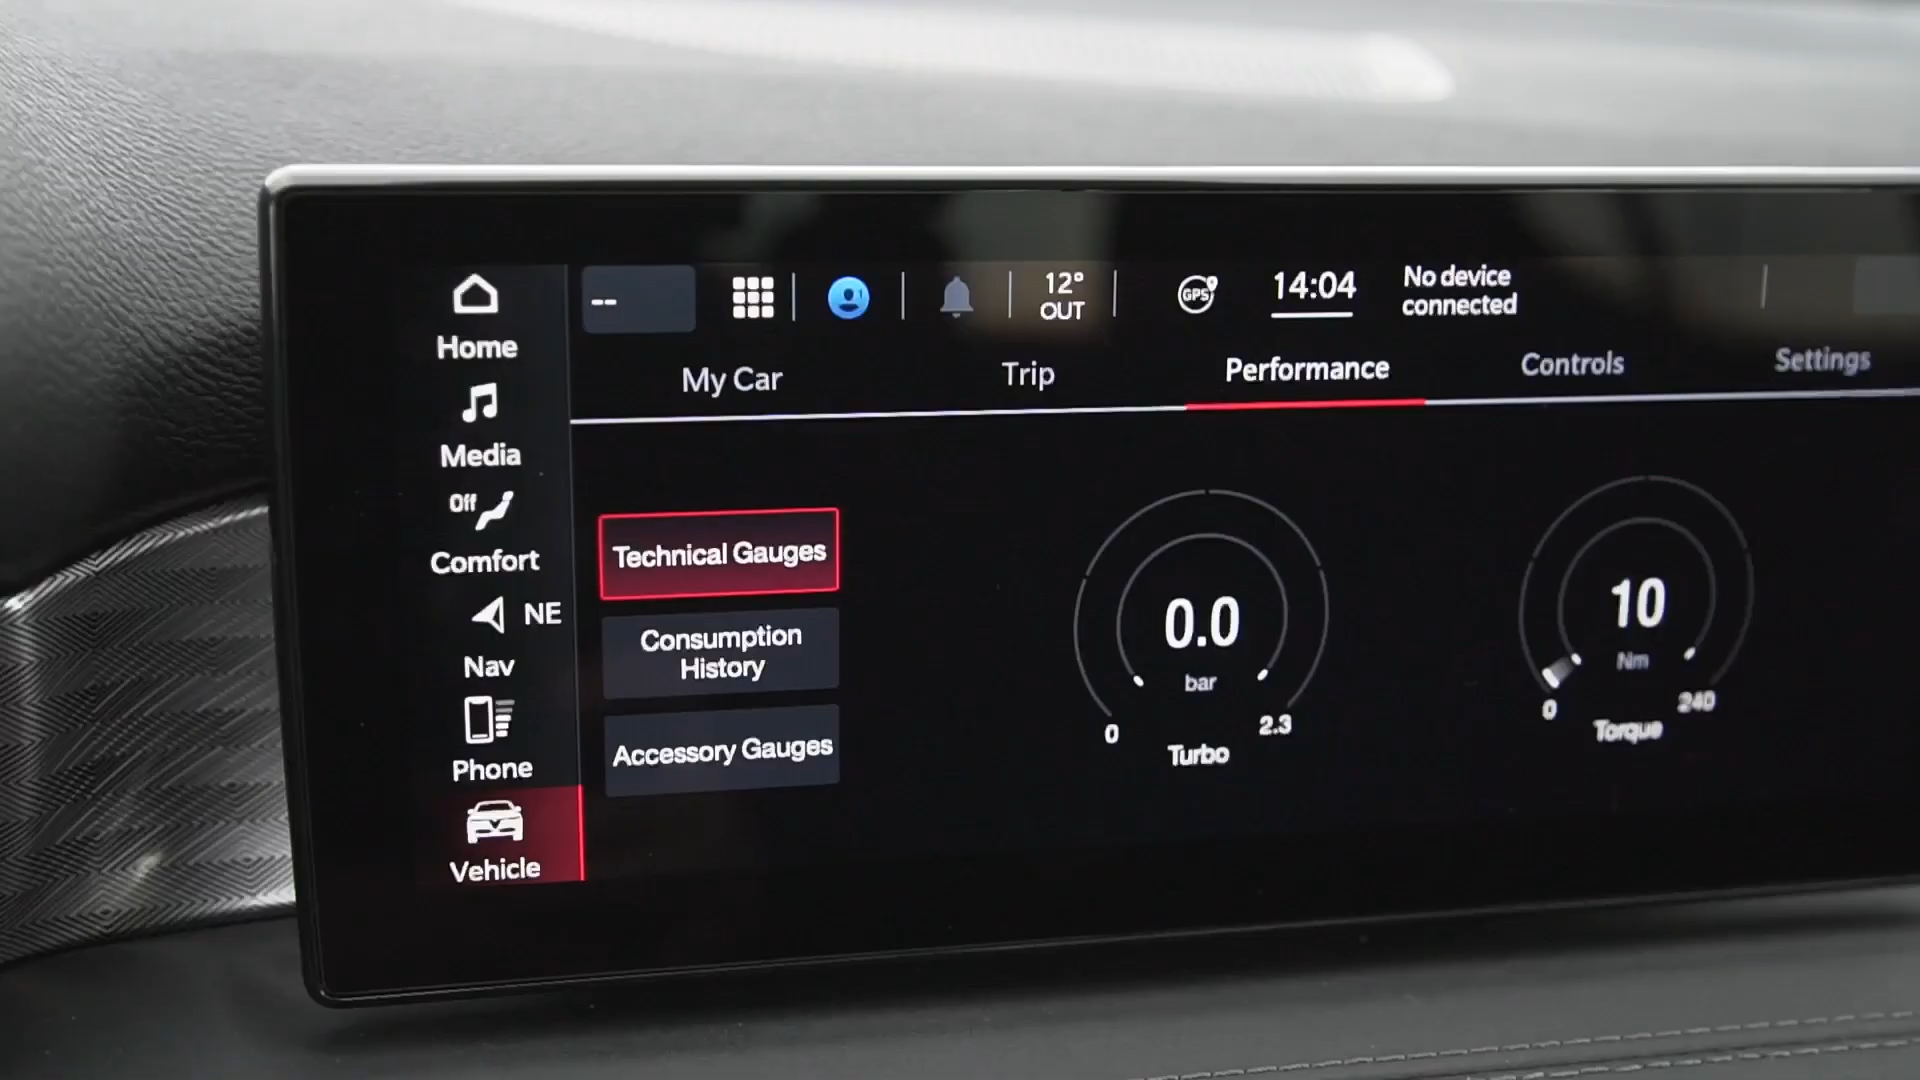 --
12°
OUT
GPS
14:04
No device
connected
Home
Media
Off
Comfort
NE
Nav
Phone
Vehicle
My Car
Trip
Performance
Controls
Settings
Technical Gauges
Consumption
History
Accessory Gauges
0.0
bar
0
2.3
Turbo
10
Nm
0
240
Torque